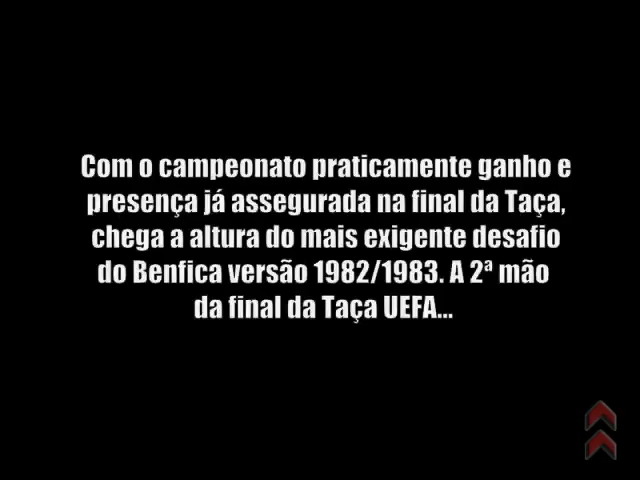 Com o campeonato praticamente ganho e
presença já assegurada na final da Taça,
chega a altura do mais exigente desafio
do Benfica versão 1982/1983. A 2ª mão
da final da Taça UEFA...